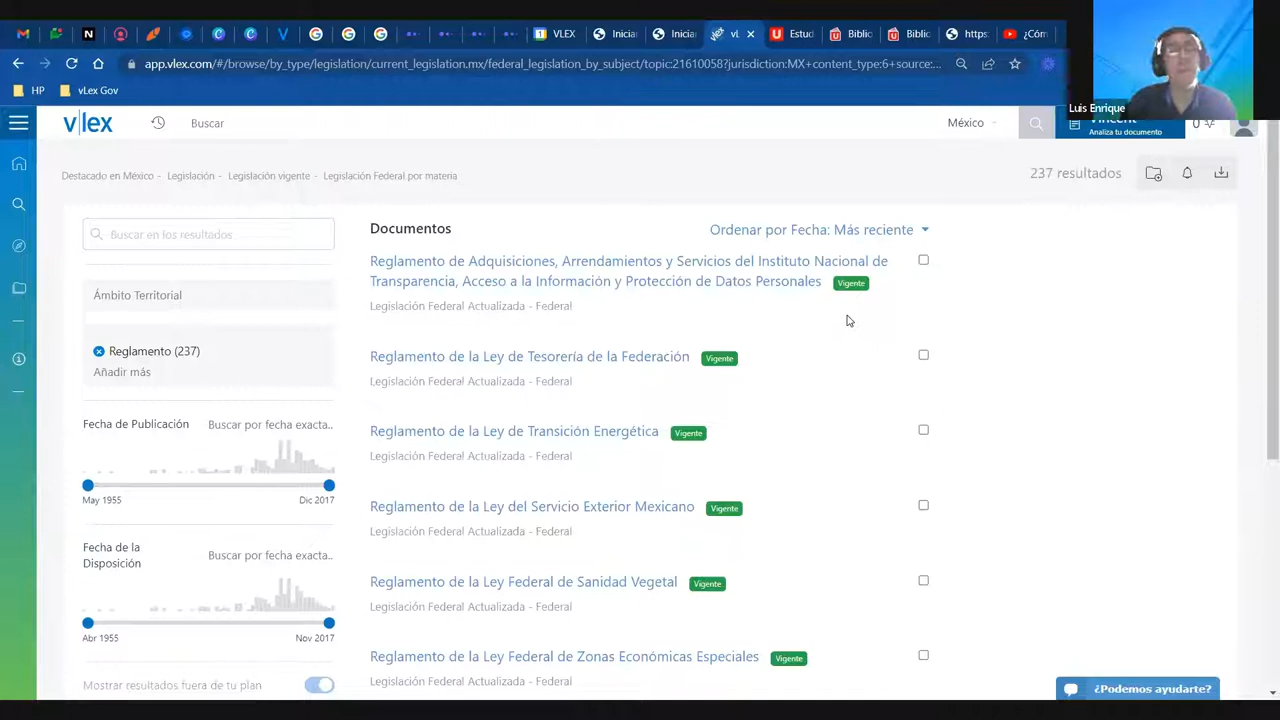 VLEX
Iniciar
Iniciar
vL
Estud
Biblio
Biblio
https:
¿Cóm
app.vlex.com/#/browse/by_type/legislation/current_legislation.mx/federal_legislation_by_subject/topic:21610058?jurisdiction:MX+content_type:6+source:...
HP
vLex Gov
Luis Enrique
v|lex
Buscar
México
Vincent
Analiza tu documento
0
Destacado en México - Legislación - Legislación vigente - Legislación Federal por materia
237 resultados
Buscar en los resultados
Ámbito Territorial
Reglamento (237)
Añadir más
Fecha de Publicación
Buscar por fecha exacta..
May 1955
Dic 2017
Fecha de la
Disposición
Buscar por fecha exacta..
Abr 1955
Nov 2017
Mostrar resultados fuera de tu plan
Documentos
Ordenar por Fecha: Más reciente
Reglamento de Adquisiciones, Arrendamientos y Servicios del Instituto Nacional de
Transparencia, Acceso a la Información y Protección de Datos Personales Vigente
Legislación Federal Actualizada - Federal
Reglamento de la Ley de Tesorería de la Federación Vigente
Legislación Federal Actualizada - Federal
Reglamento de la Ley de Transición Energética Vigente
Legislación Federal Actualizada - Federal
Reglamento de la Ley del Servicio Exterior Mexicano Vigente
Legislación Federal Actualizada - Federal
Reglamento de la Ley Federal de Sanidad Vegetal Vigente
Legislación Federal Actualizada - Federal
Reglamento de la Ley Federal de Zonas Económicas Especiales Vigente
Legislación Federal Actualizada - Federal
¿Podemos ayudarte?